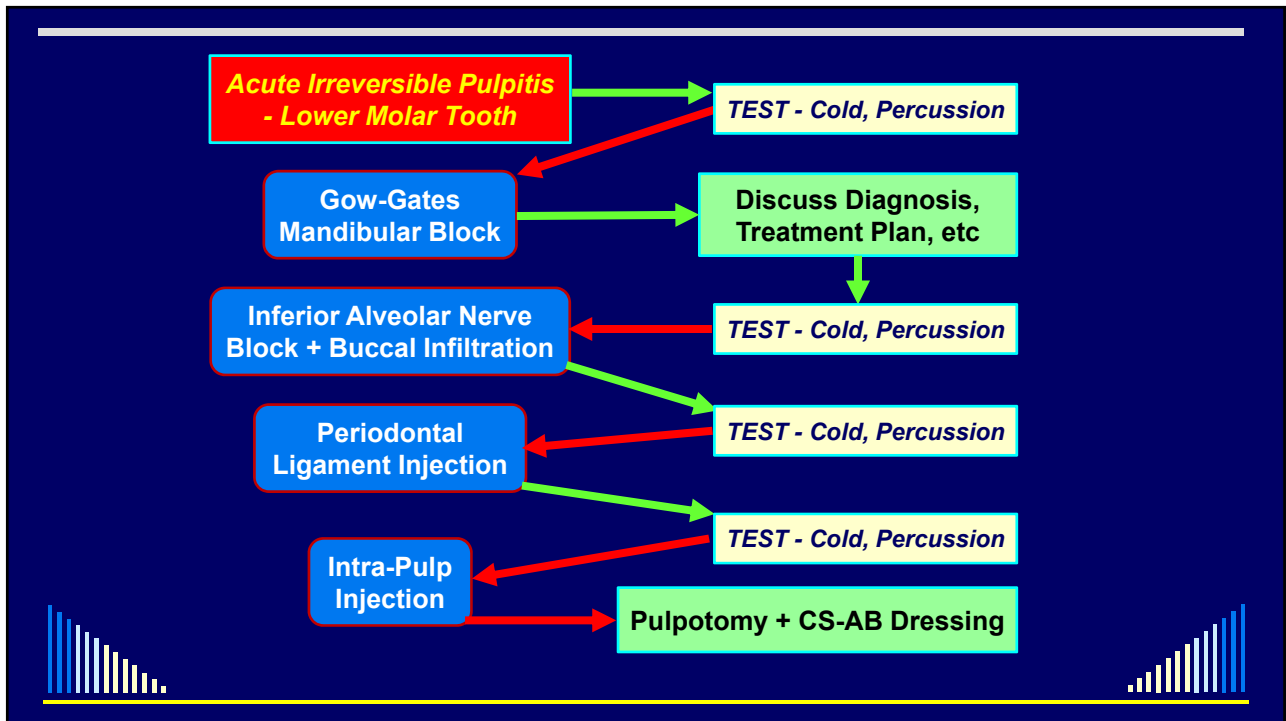 Acute Irreversible Pulpitis
- Lower Molar Tooth
TEST - Cold, Percussion
Gow-Gates
Mandibular Block
Discuss Diagnosis,
Treatment Plan, etc
Inferior Alveolar Nerve
Block + Buccal Infiltration
TEST - Cold, Percussion
Periodontal
Ligament Injection
TEST - Cold, Percussion
Intra-Pulp
Injection
TEST - Cold, Percussion
Pulpotomy + CS-AB Dressing